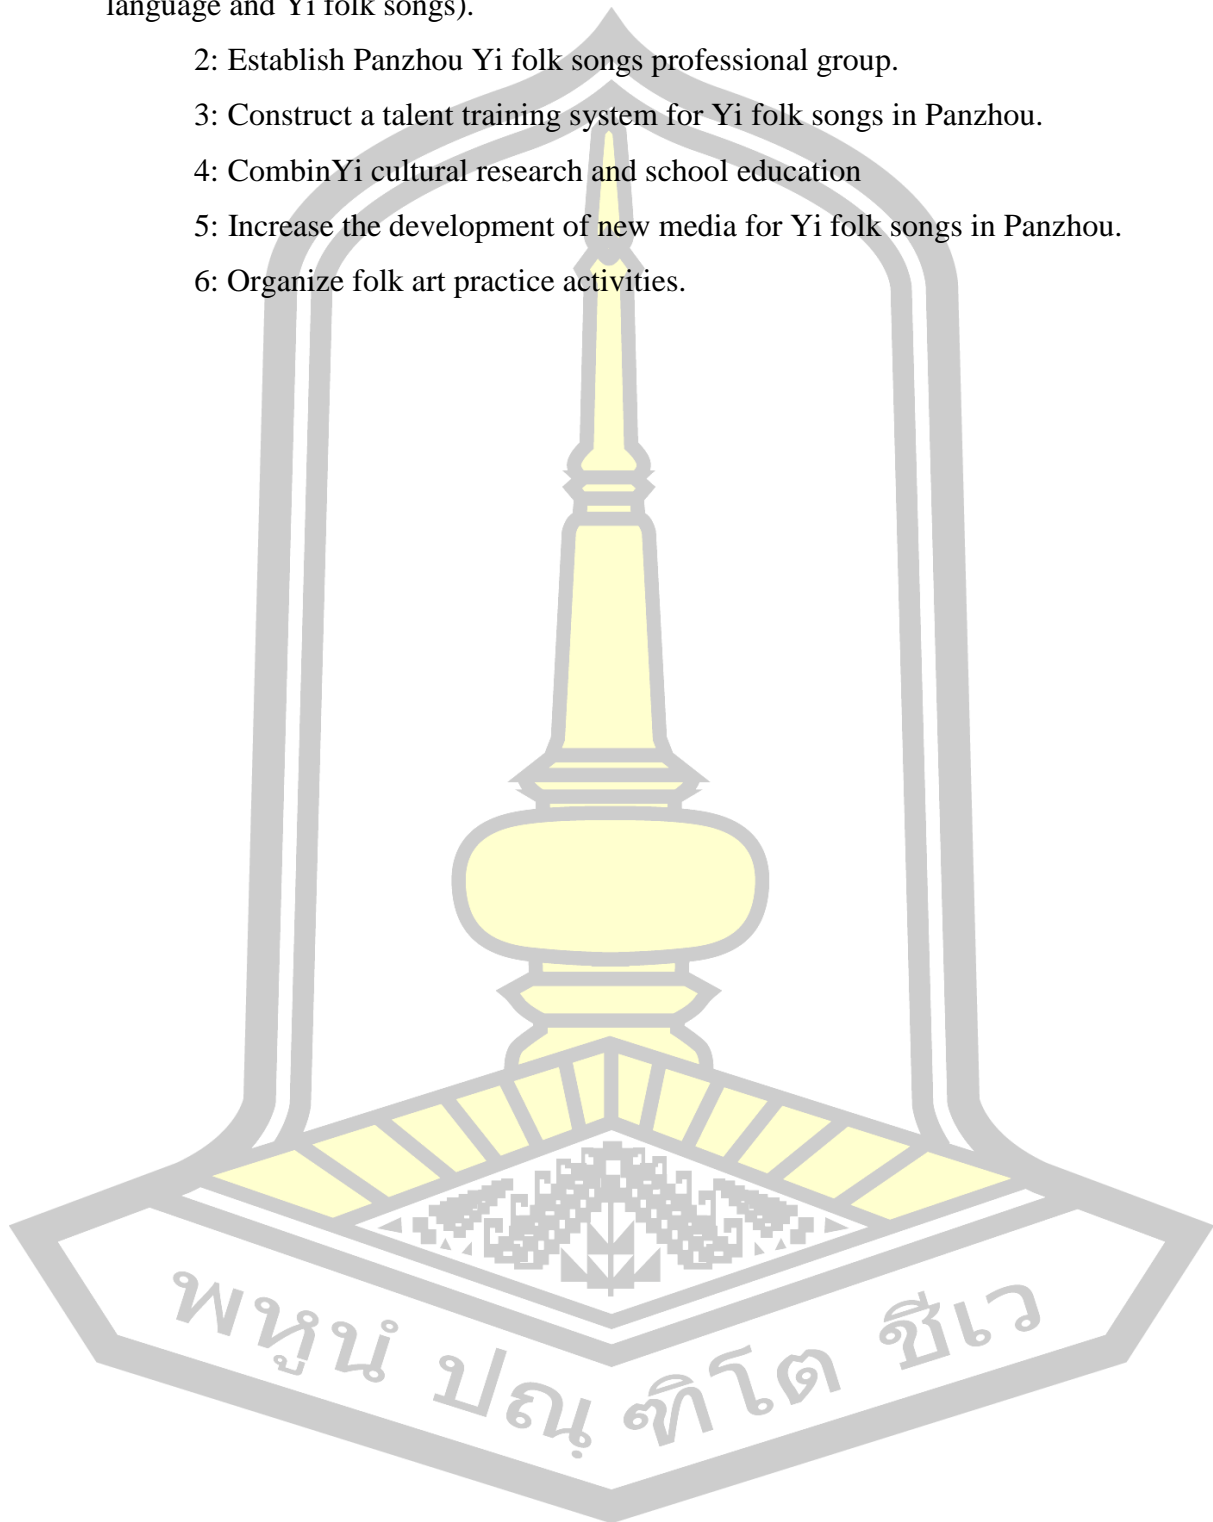 language and Yi folk songs).
2: Establish Panzhou Yi folk songs professional group.
3: Construct a talent training system for Yi folk songs in Panzhou.
4: CombinYi cultural research and school education
5: Increase the development of new media for Yi folk songs in Panzhou.
6: Organize folk art practice activities.
พหูนํ ปณฺฑิโต ชีเว